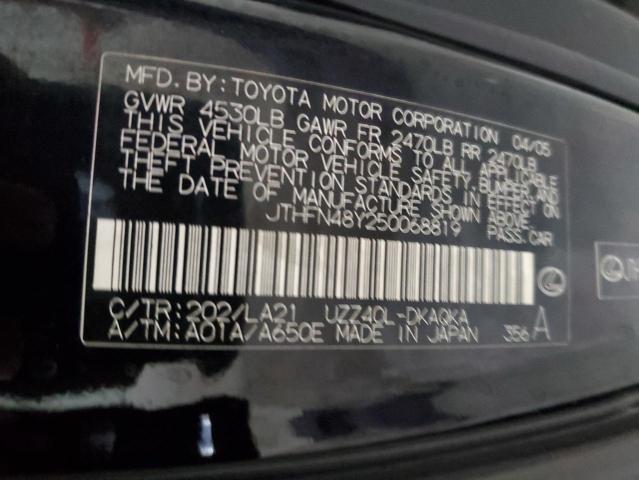 MFD. BY: TOYOTA MOTOR CORPORATION 04/05
GVWR 4530LB GAWR FR 2470LB RR 2470LB
THIS VEHICLE CONFORMS TO ALL APPLICABLE
FEDERAL MOTOR VEHICLE SAFETY, BUMPER, AND
THEFT PREVENTION STANDARDS IN EFFECT ON
THE DATE OF MANUFACTURE SHOWN ABOVE.
JTHFN48Y250068819 PASS. CAR
C/TR: 202/LA21 UZZ40L-DKAQKA A
A/TM: A01A/A650E MADE IN JAPAN 356